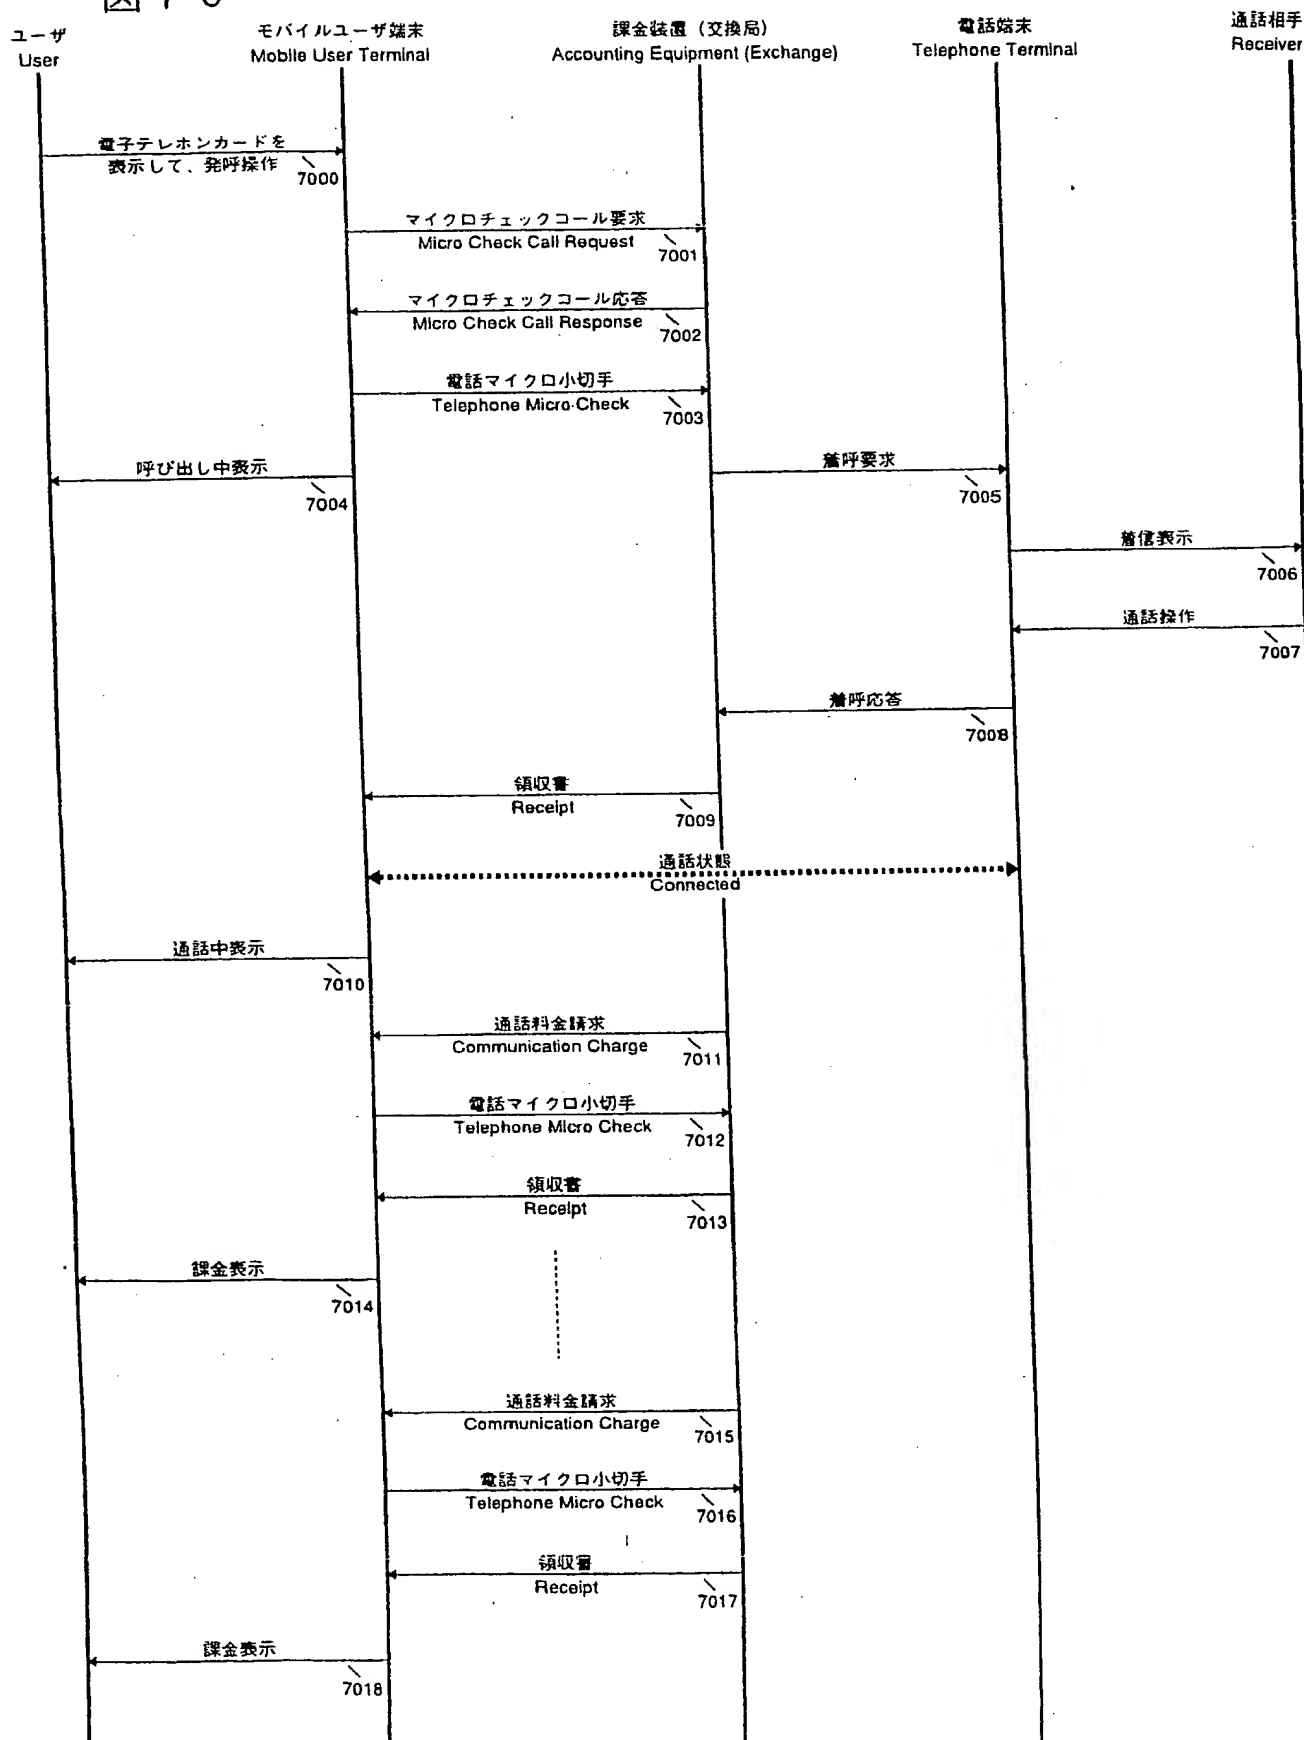 ユーザ
User
モバイルユーザ端末
Mobile User Terminal
課金装置（交換局）
Accounting Equipment (Exchange)
電話端末
Telephone Terminal
通話相手
Receiver
電子テレホンカードを
表示して、発呼操作
7000
マイクロチェックコール要求
Micro Check Call Request
7001
マイクロチェックコール応答
Micro Check Call Response
7002
電話マイクロ小切手
Telephone Micro Check
7003
呼び出し中表示
7004
着呼要求
7005
着信表示
7006
通話操作
7007
着呼応答
7008
領収書
Receipt
7009
通話状態
Connected
通話中表示
7010
通話料金請求
Communication Charge
7011
電話マイクロ小切手
Telephone Micro Check
7012
領収書
Receipt
7013
課金表示
7014
通話料金請求
Communication Charge
7015
電話マイクロ小切手
Telephone Micro Check
7016
領収書
Receipt
7017
課金表示
7018